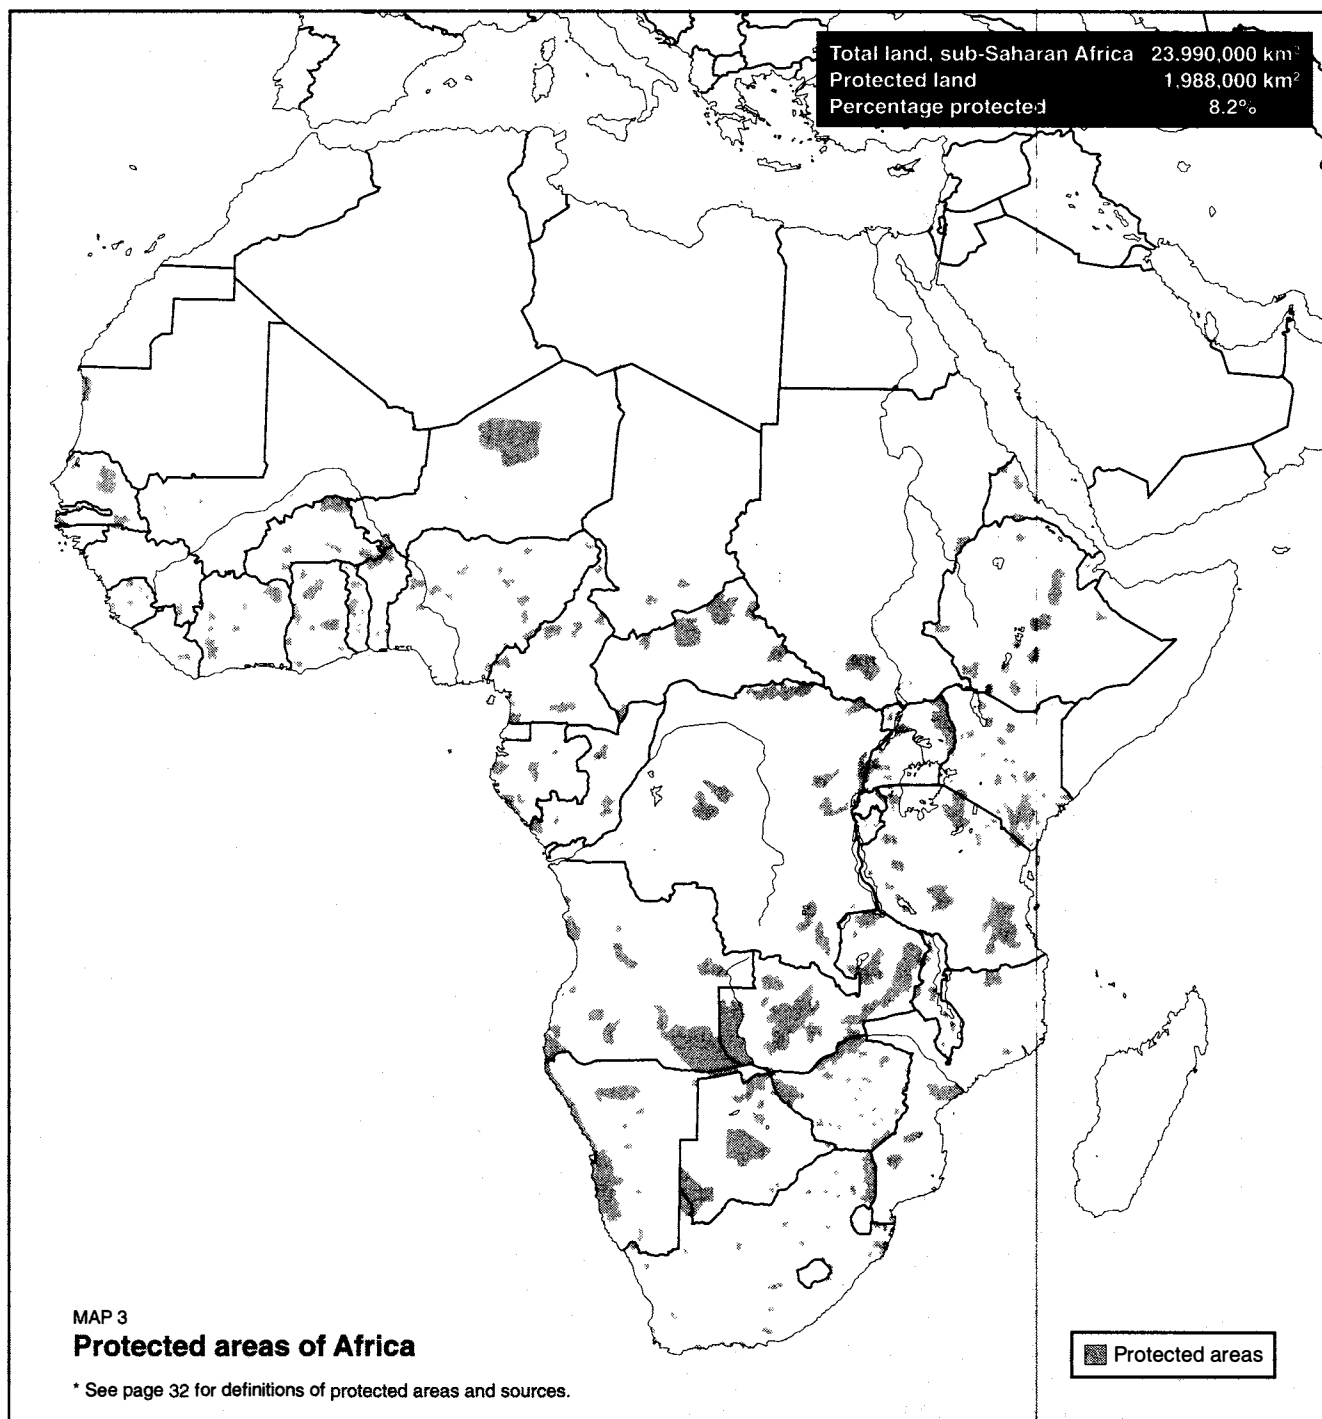 Total land, sub-Saharan Africa 23.990,000 km²
Protected land 1,988,000 km²
Percentage protected 8.2%
MAP 3
Protected areas of Africa
* See page 32 for definitions of protected areas and sources.
Protected areas